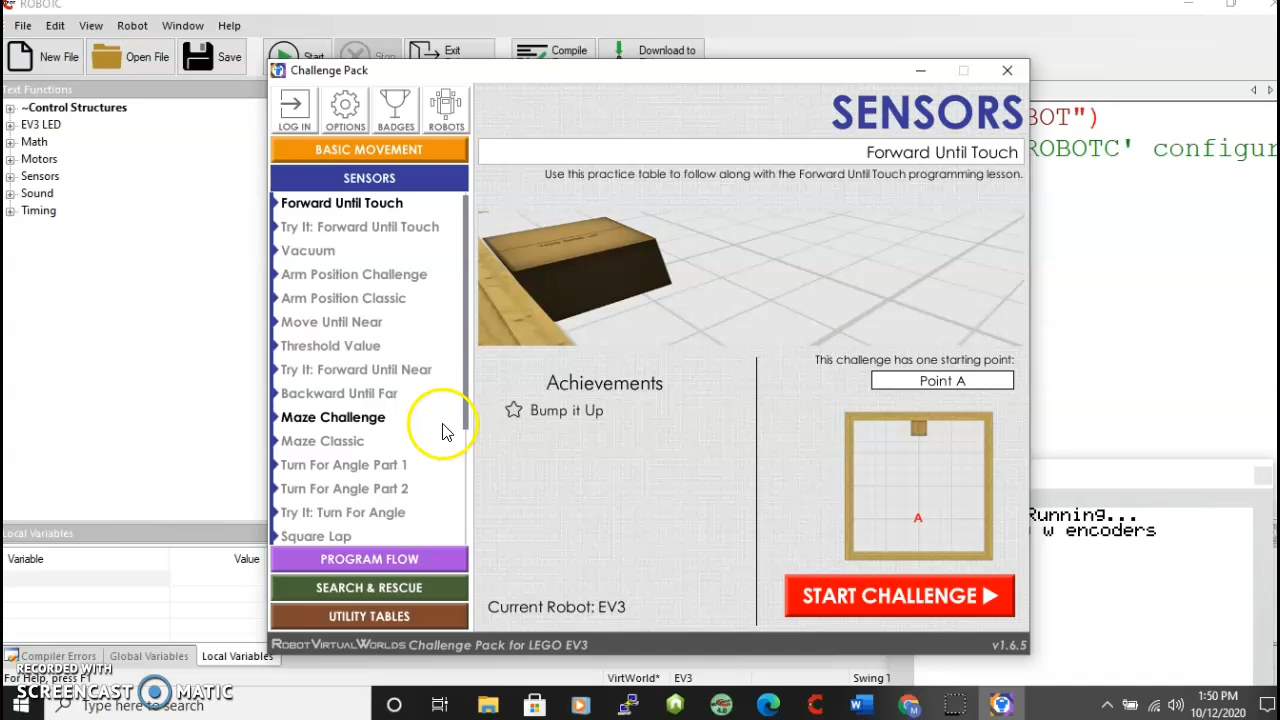 ROBOTC
File Edit View Robot Window Help
New File Open File Save Start Stop Exit Compile Download to
Text Functions
~Control Structures
EV3 LED
Math
Motors
Sensors
Sound
Timing
Challenge Pack
LOG IN OPTIONS BADGES ROBOTS
BASIC MOVEMENT
SENSORS
Forward Until Touch
Try It: Forward Until Touch
Vacuum
Arm Position Challenge
Arm Position Classic
Move Until Near
Threshold Value
Try It: Forward Until Near
Backward Until Far
Maze Challenge
Maze Classic
Turn For Angle Part 1
Turn For Angle Part 2
Try It: Turn For Angle
Square Lap
PROGRAM FLOW
SEARCH & RESCUE
UTILITY TABLES
SENSORS
Forward Until Touch
Use this practice table to follow along with the Forward Until Touch programming lesson.
Achievements
Bump it Up
Current Robot: EV3
This challenge has one starting point:
Point A
A
START CHALLENGE
ROBOTVIRTUALWORLDS Challenge Pack for LEGO EV3 v1.6.5
BOT")
ROBOTC' configur
Running...
w encoders
Local Variables
Variable Value
Compiler Errors Global Variables Local Variables
For Help, press F1
VirtWorld* EV3 Swing 1
RECORDED WITH
SCREENCAST MATIC
Type here to search
1:50 PM
10/12/2020